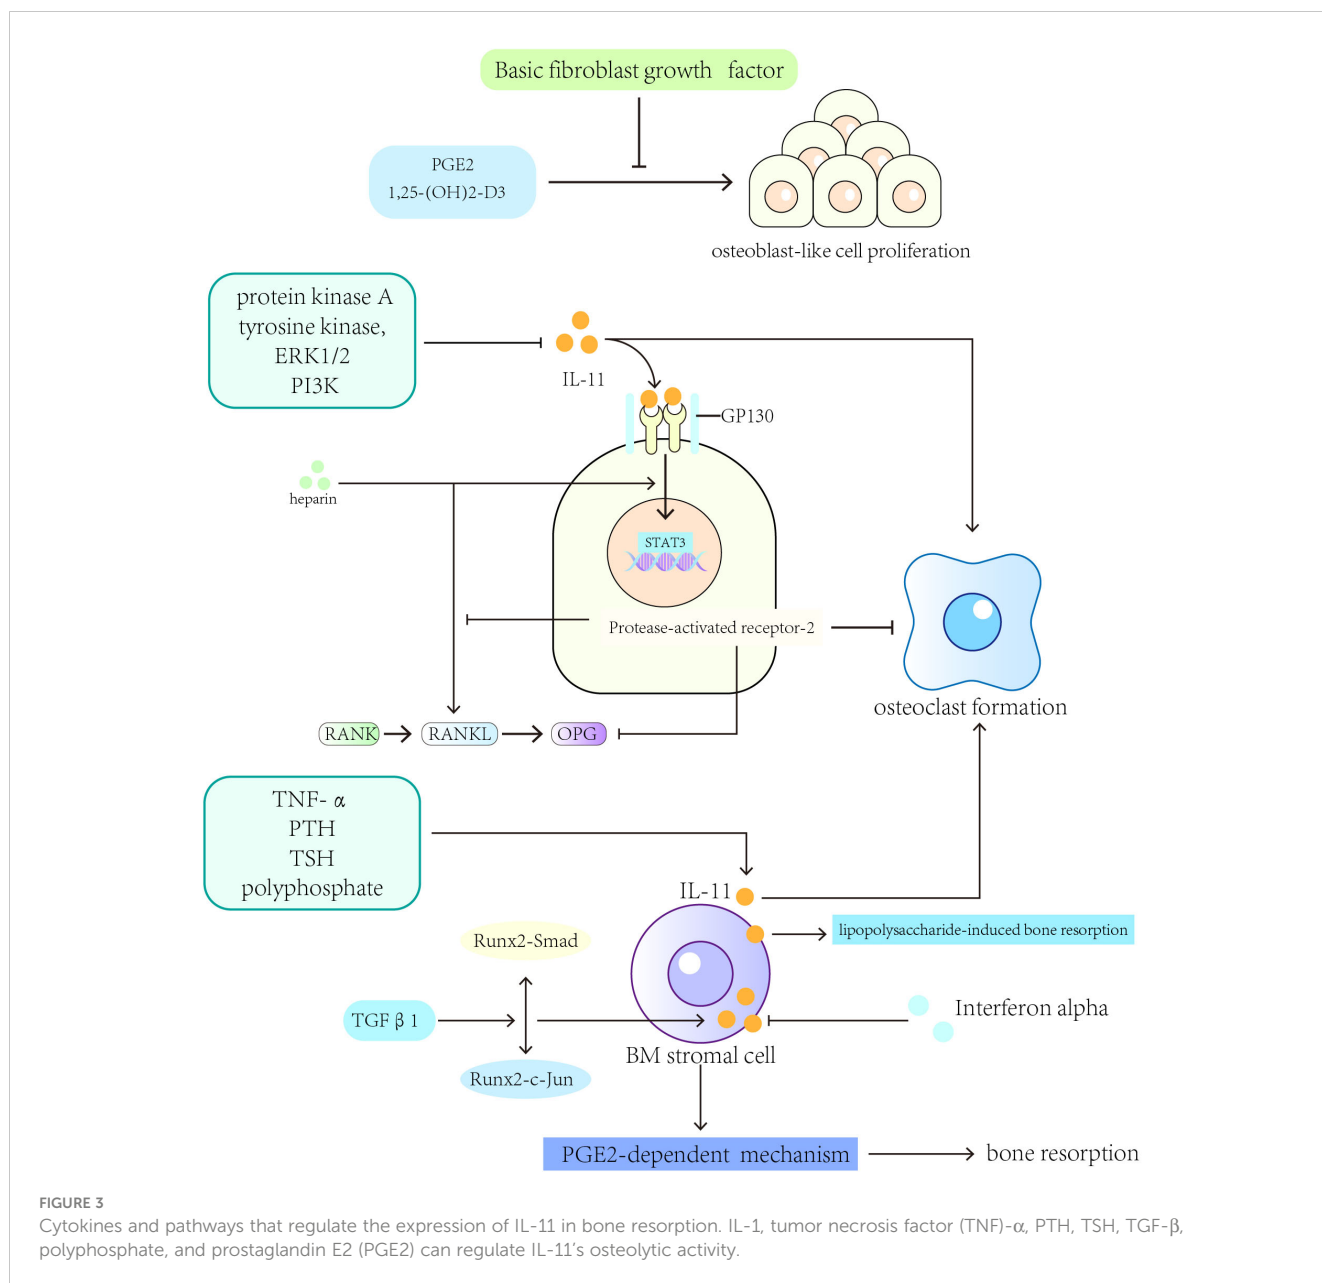 Basic fibroblast growth factor
PGE2
1,25-(OH)2-D3
osteoblast-like cell proliferation
protein kinase A
tyrosine kinase,
ERK1/2
PI3K
IL-11
GP130
heparin
STAT3
Protease-activated receptor-2
osteoclast formation
RANK
RANKL
OPG
TNF- α
PTH
TSH
polyphosphate
IL-11
lipopolysaccharide-induced bone resorption
Runx2-Smad
TGF β 1
Interferon alpha
BM stromal cell
Runx2-c-Jun
PGE2-dependent mechanism
bone resorption
FIGURE 3
Cytokines and pathways that regulate the expression of IL-11 in bone resorption. IL-1, tumor necrosis factor (TNF)-α, PTH, TSH, TGF-β,
polyphosphate, and prostaglandin E2 (PGE2) can regulate IL-11's osteolytic activity.